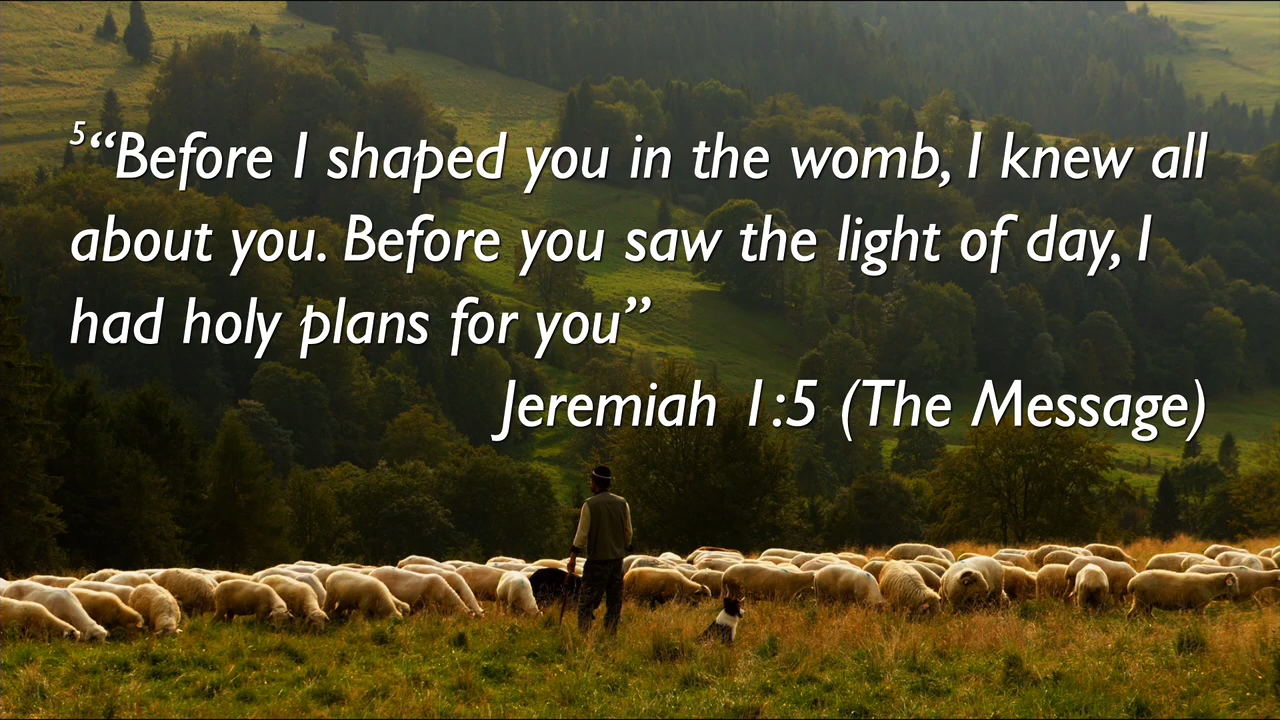 5“Before I shaped you in the womb, I knew all
about you. Before you saw the light of day, I
had holy plans for you”
Jeremiah 1:5 (The Message)